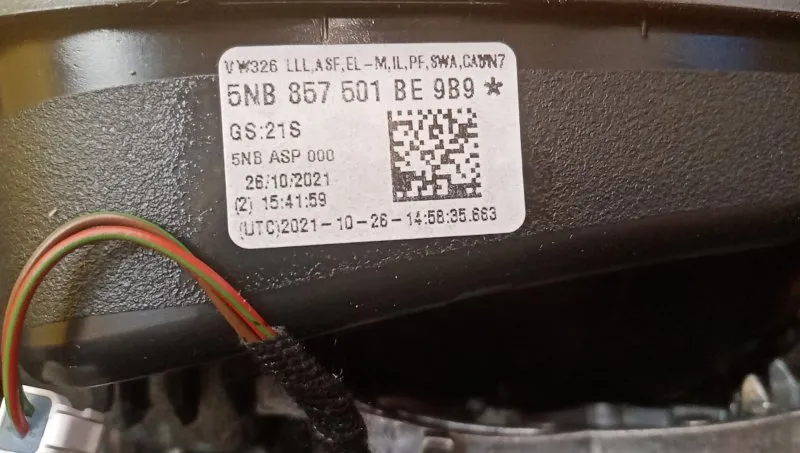 VW326 LLL,ASF,EL-M,IL,PF,SWA,CAVN7
5NB 857 501 BE 9B9 *
GS:21S
5NB ASP 000
26/10/2021
(2) 15:41:59
(UTC)2021-10-26-14:58:35.663